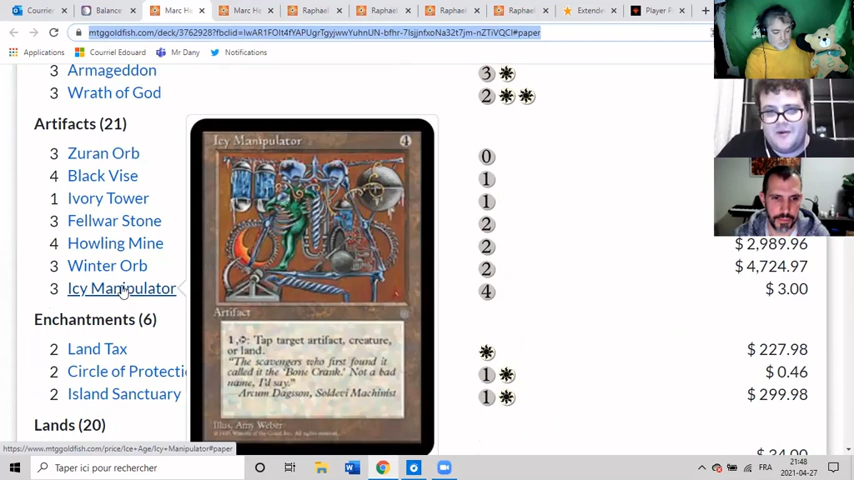 Courrie
Balance
Marc He
Marc He
Raphael
Raphael
Raphael
Raphael
Extende
Player P
mtggoldfish.com/deck/3762928?fbclid=IwAR1FOIt4fYAPUgrTgyjwwYuhnUN-bfhr-7lsjjnfxoNa32t7jm-nZTiVQCI#paper
Applications
Courriel Edouard
Mr Dany
Notifications
3 Armageddon 3
3 Wrath of God 2
Artifacts (21)
3 Zuran Orb 0
4 Black Vise 1
1 Ivory Tower 1
3 Fellwar Stone 2
4 Howling Mine 2 $ 2,989.96
3 Winter Orb 2 $ 4,724.97
3 Icy Manipulator 4 $ 3.00
Enchantments (6)
2 Land Tax $ 227.98
2 Circle of Protecti 1 $ 0.46
2 Island Sanctuary 1 $ 299.98
Lands (20)
Icy Manipulator 4
Artifact
1, : Tap target artifact, creature,
or land.
"The scavengers who first found it
called it the 'Bone Crank.' Not a bad
name, I'd say."
Arcum Dagsson, Soldevi Machinist
Illus. Amy Weber
https://www.mtggoldfish.com/price/Ice+Age/Icy+Manipulator#paper
Taper ici pour rechercher
FRA
21:48
2021-04-27